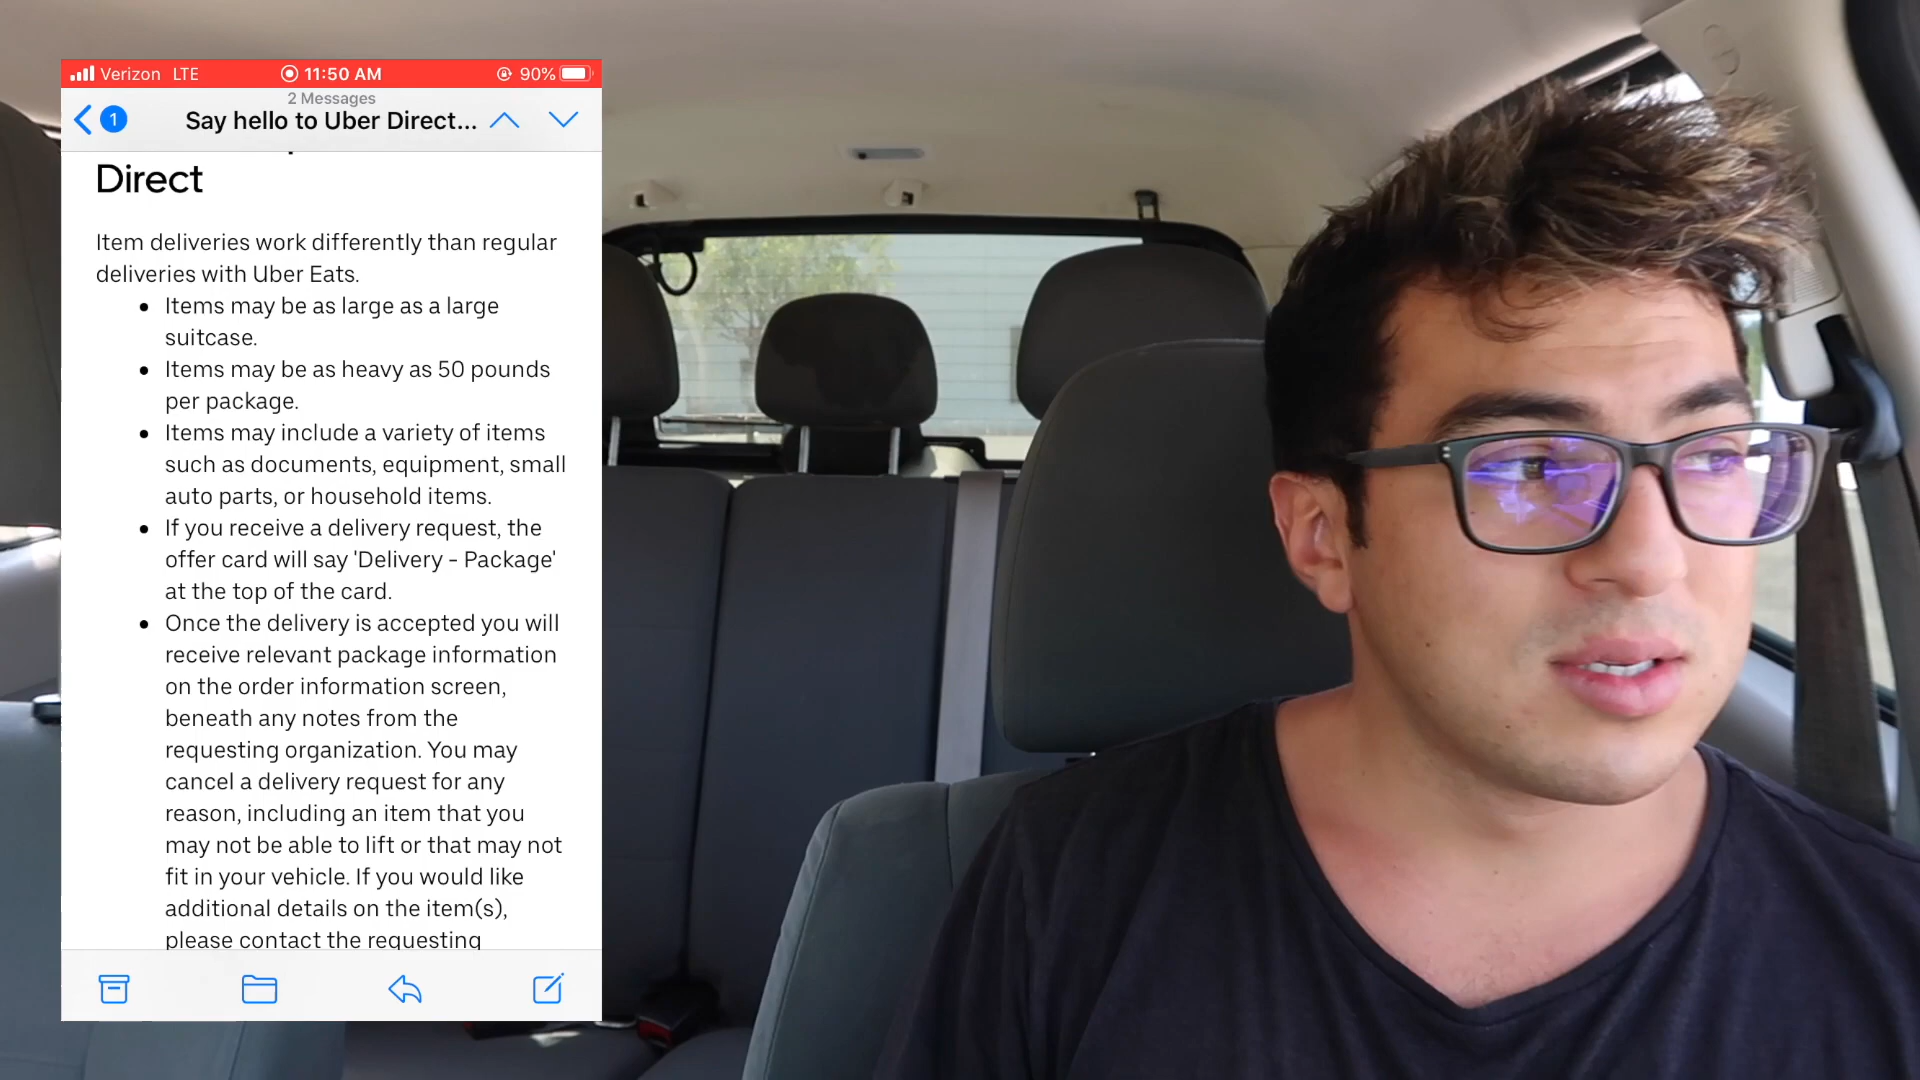 Verizon LTE 11:50 AM 90%
2 Messages
1 Say hello to Uber Direct...
Direct
Item deliveries work differently than regular
deliveries with Uber Eats.
• Items may be as large as a large
suitcase.
• Items may be as heavy as 50 pounds
per package.
• Items may include a variety of items
such as documents, equipment, small
auto parts, or household items.
• If you receive a delivery request, the
offer card will say 'Delivery - Package'
at the top of the card.
• Once the delivery is accepted you will
receive relevant package information
on the order information screen,
beneath any notes from the
requesting organization. You may
cancel a delivery request for any
reason, including an item that you
may not be able to lift or that may not
fit in your vehicle. If you would like
additional details on the item(s),
please contact the requesting